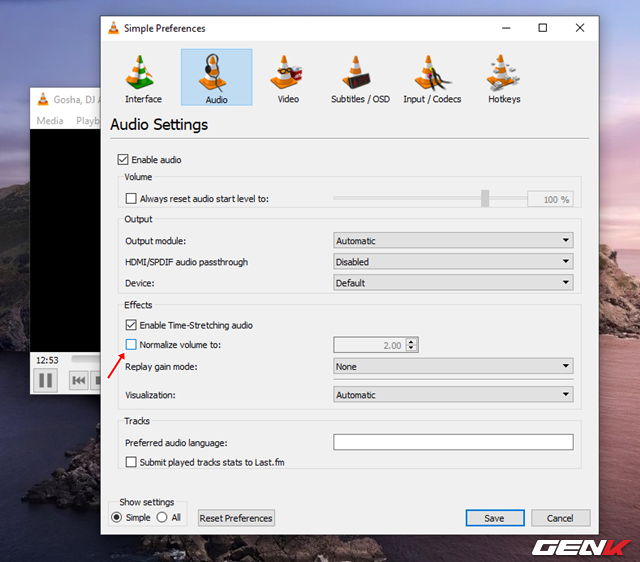 Simple Preferences
Gosha, DJ A
Media Playb
Interface Audio Video Subtitles / OSD Input / Codecs Hotkeys
Audio Settings
Enable audio
Volume
Always reset audio start level to: 100 %
Output
Output module: Automatic
HDMI/SPDIF audio passthrough Disabled
Device: Default
Effects
Enable Time-Stretching audio
Normalize volume to: 2.00
12:53
Replay gain mode: None
Visualization: Automatic
Tracks
Preferred audio language:
Submit played tracks stats to Last.fm
Show settings
Simple All Reset Preferences Save Cancel
GENK